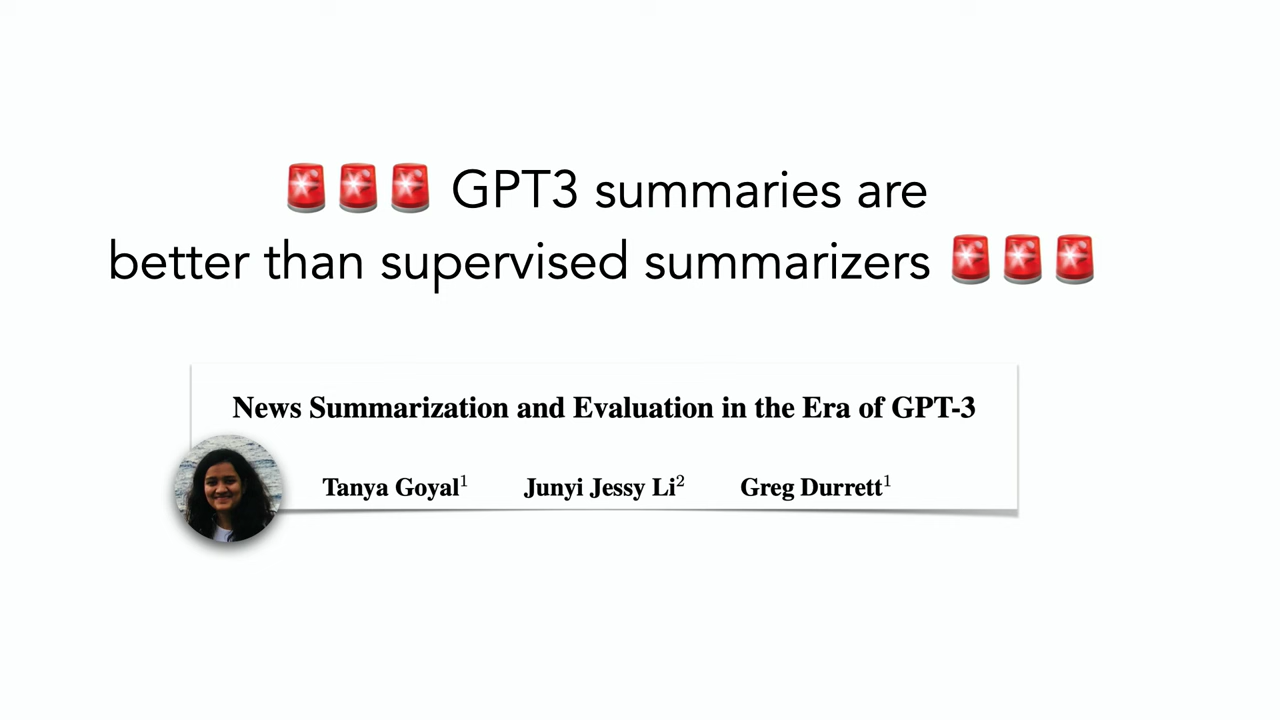 🚨🚨🚨 GPT3 summaries are
better than supervised summarizers 🚨🚨🚨
News Summarization and Evaluation in the Era of GPT-3
Tanya Goyal¹ Junyi Jessy Li² Greg Durrett¹